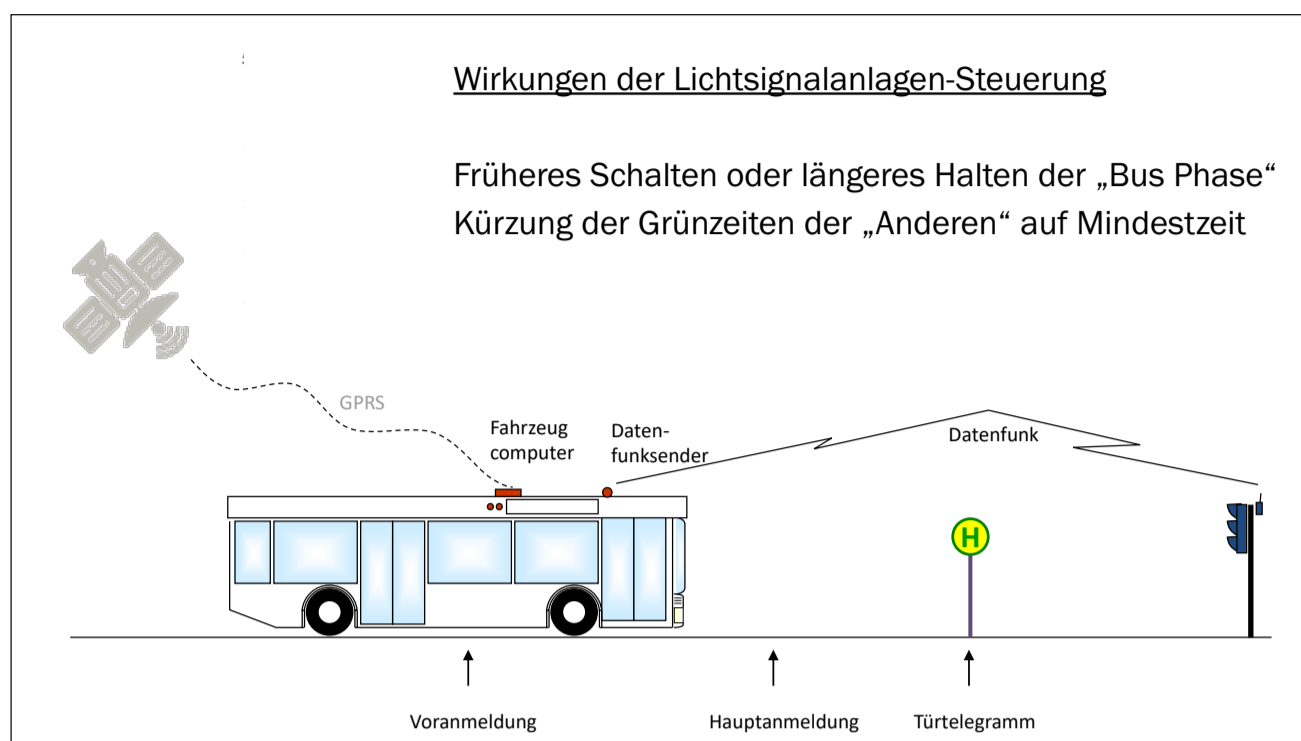 Wirkungen der Lichtsignalanlagen-Steuerung
Früheres Schalten oder längeres Halten der „Bus Phase“
Kürzung der Grünzeiten der „Anderen“ auf Mindestzeit
GPRS
Fahrzeug
computer
Daten-
funksender
Datenfunk
H
Voranmeldung
Hauptanmeldung
Türtelegramm